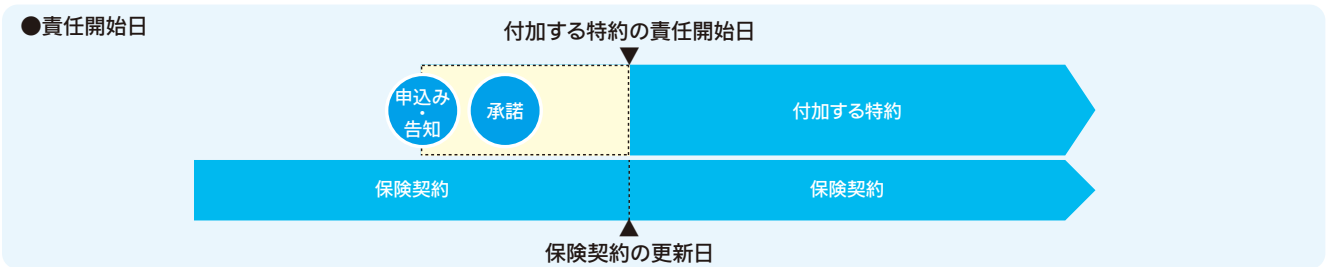 ●責任開始日
付加する特約の責任開始日
▼
申込み
・
告知
承諾
付加する特約
保険契約
保険契約
▲
保険契約の更新日